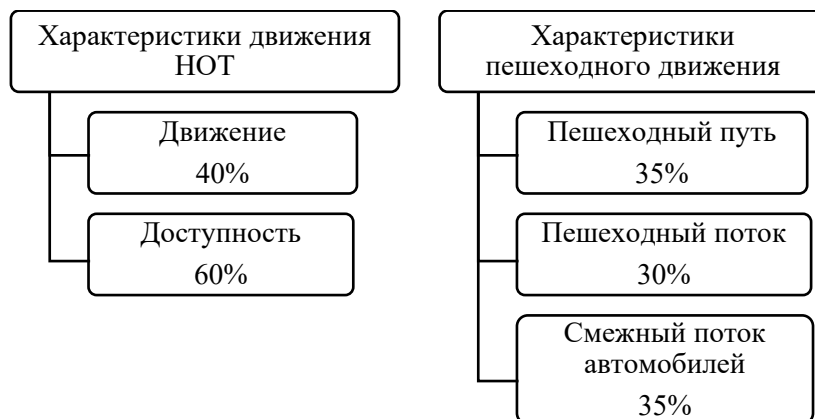 Характеристики движения
НОТ
Движение
40%
Доступность
60%
Характеристики
пешеходного движения
Пешеходный путь
35%
Пешеходный поток
30%
Смежный поток
автомобилей
35%